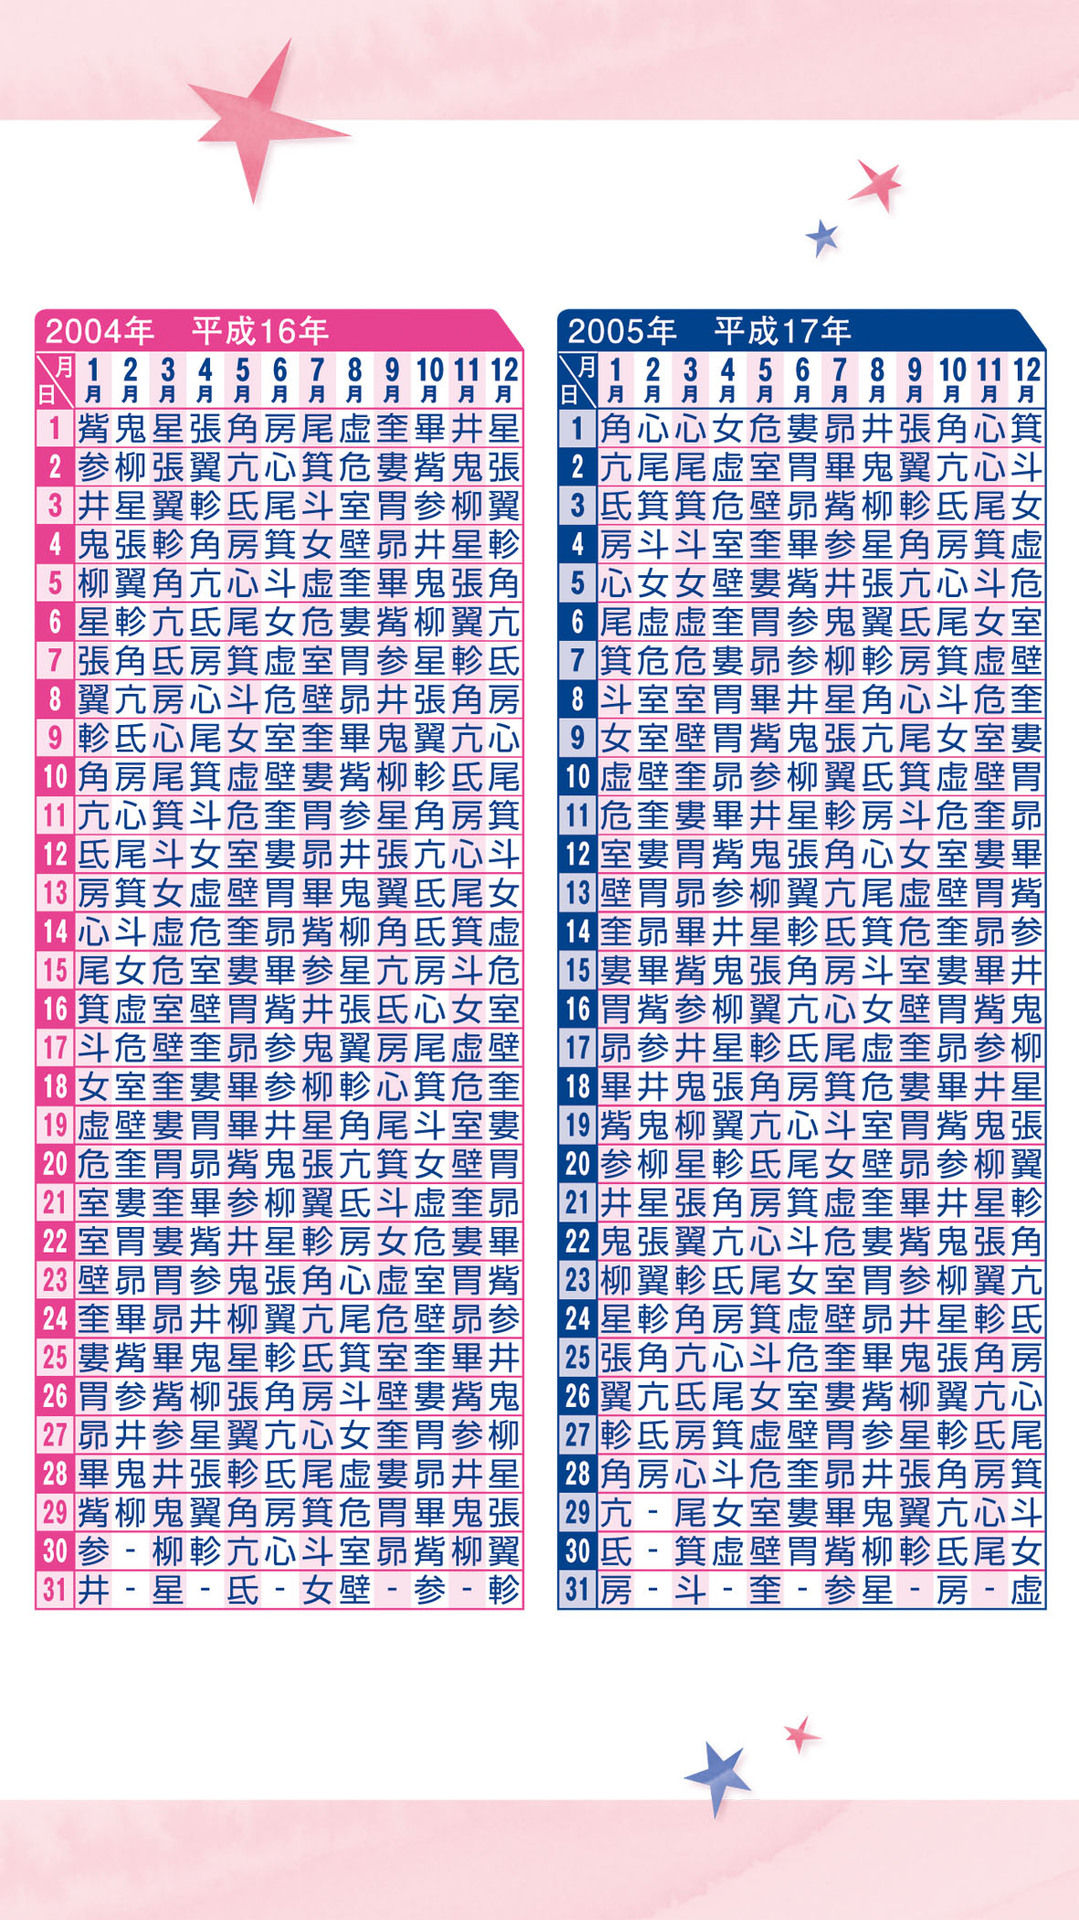 2004年 平成16年
月 1月 2月 3月 4月 5月 6月 7月 8月 9月 10月 11月 12月
日
1 觜 鬼 星 張 角 房 尾 虚 奎 畢 井 星
2 参 柳 張 翼 亢 心 箕 危 婁 觜 鬼 張
3 井 星 翼 軫 氐 尾 斗 室 胃 参 柳 翼
4 鬼 張 軫 角 房 箕 女 壁 昴 井 星 軫
5 柳 翼 角 亢 心 斗 虚 奎 畢 鬼 張 角
6 星 軫 亢 氐 尾 女 危 婁 觜 柳 翼 亢
7 張 角 氐 房 箕 虚 室 胃 参 星 軫 氐
8 翼 亢 房 心 斗 危 壁 昴 井 張 角 房
9 軫 氐 心 尾 女 室 奎 畢 鬼 翼 亢 心
10 角 房 尾 箕 虚 壁 婁 觜 柳 軫 氐 尾
11 亢 心 箕 斗 危 奎 胃 参 星 角 房 箕
12 氐 尾 斗 女 室 婁 昴 井 張 亢 心 斗
13 房 箕 女 虚 壁 胃 畢 鬼 翼 氐 尾 女
14 心 斗 虚 危 奎 昴 觜 柳 角 氐 箕 虚
15 尾 女 危 室 婁 畢 参 星 亢 房 斗 危
16 箕 虚 室 壁 胃 觜 井 張 氐 心 女 室
17 斗 危 壁 奎 昴 参 鬼 翼 房 尾 虚 壁
18 女 室 奎 婁 畢 参 柳 軫 心 箕 危 奎
19 虚 壁 婁 胃 畢 井 星 角 尾 斗 室 婁
20 危 奎 胃 昴 觜 鬼 張 亢 箕 女 壁 胃
21 室 婁 奎 畢 参 柳 翼 氐 斗 虚 奎 昴
22 室 胃 婁 觜 井 星 軫 房 女 危 婁 畢
23 壁 昴 胃 参 鬼 張 角 心 虚 室 胃 觜
24 奎 畢 昴 井 柳 翼 亢 尾 危 壁 昴 参
25 婁 觜 畢 鬼 星 軫 氐 箕 室 奎 畢 井
26 胃 参 觜 柳 張 角 房 斗 壁 婁 觜 鬼
27 昴 井 参 星 翼 亢 心 女 奎 胃 参 柳
28 畢 鬼 井 張 軫 氐 尾 虚 婁 昴 井 星
29 觜 柳 鬼 翼 角 房 箕 危 胃 畢 鬼 張
30 参 - 柳 軫 亢 心 斗 室 昴 觜 柳 翼
31 井 - 星 - 氐 - 女 壁 - 参 - 軫
2005年 平成17年
月 1月 2月 3月 4月 5月 6月 7月 8月 9月 10月 11月 12月
日
1 角 心 心 女 危 婁 昴 井 張 角 心 箕
2 亢 尾 尾 虚 室 胃 畢 鬼 翼 亢 心 斗
3 氐 箕 箕 危 壁 昴 觜 柳 軫 氐 尾 女
4 房 斗 斗 室 奎 畢 参 星 角 房 箕 虚
5 心 女 女 壁 婁 觜 井 張 亢 心 斗 危
6 尾 虚 虚 奎 胃 参 鬼 翼 氐 尾 女 室
7 箕 危 危 婁 昴 参 柳 軫 房 箕 虚 壁
8 斗 室 室 胃 畢 井 星 角 心 斗 危 奎
9 女 室 壁 胃 觜 鬼 張 亢 尾 女 室 婁
10 虚 壁 奎 昴 参 柳 翼 氐 箕 虚 壁 胃
11 危 奎 婁 畢 井 星 軫 房 斗 危 奎 昴
12 室 婁 胃 觜 鬼 張 角 心 女 室 婁 畢
13 壁 胃 昴 参 柳 翼 亢 尾 虚 壁 胃 觜
14 奎 昴 畢 井 星 軫 氐 箕 危 奎 昴 参
15 婁 畢 觜 鬼 張 角 房 斗 室 婁 畢 井
16 胃 觜 参 柳 翼 亢 心 女 壁 胃 觜 鬼
17 昴 参 井 星 軫 氐 尾 虚 奎 昴 参 柳
18 畢 井 鬼 張 角 房 箕 危 婁 畢 井 星
19 觜 鬼 柳 翼 亢 心 斗 室 胃 觜 鬼 張
20 参 柳 星 軫 氐 尾 女 壁 昴 参 柳 翼
21 井 星 張 角 房 箕 虚 奎 畢 井 星 軫
22 鬼 張 翼 亢 心 斗 危 婁 觜 鬼 張 角
23 柳 翼 軫 氐 尾 女 室 胃 参 柳 翼 亢
24 星 軫 角 房 箕 虚 壁 昴 井 星 軫 氐
25 張 角 亢 心 斗 危 奎 畢 鬼 張 角 房
26 翼 亢 氐 尾 女 室 婁 觜 柳 翼 亢 心
27 軫 氐 房 箕 虚 壁 胃 参 星 軫 氐 尾
28 角 房 心 斗 危 奎 昴 井 張 角 房 箕
29 亢 - 尾 女 室 婁 畢 鬼 翼 亢 心 斗
30 氐 - 箕 虚 壁 胃 觜 柳 軫 氐 尾 女
31 房 - 斗 - 奎 - 参 星 - 房 - 虚